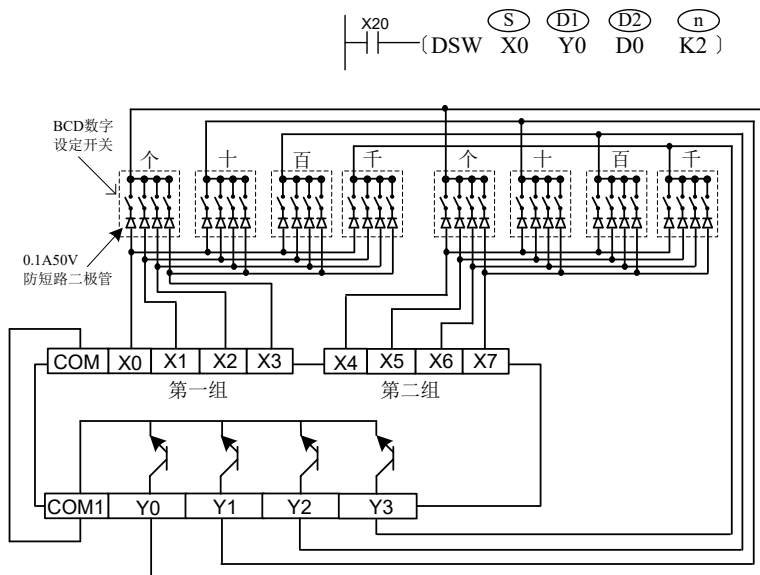 S D1 D2 n
X20
DSW X0 Y0 D0 K2
BCD数字
设定开关
个 十 百 千 个 十 百 千
0.1A50V
防短路二极管
COM X0 X1 X2 X3 X4 X5 X6 X7
第一组 第二组
COM1 Y0 Y1 Y2 Y3